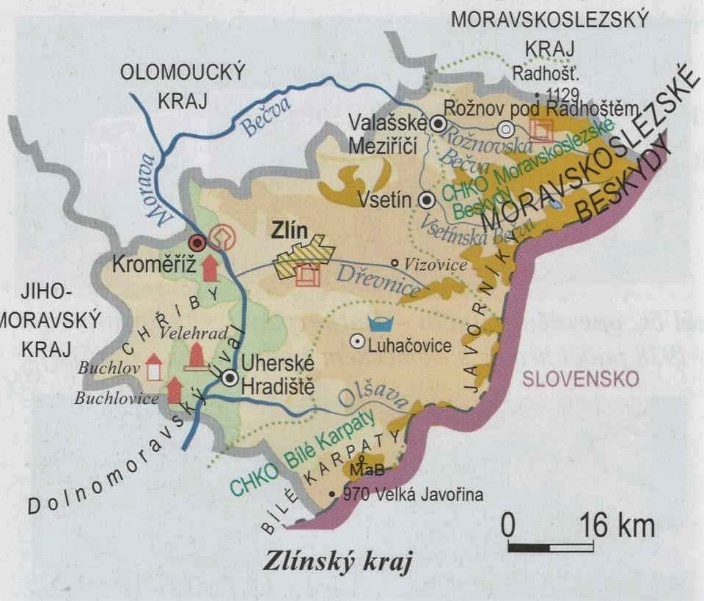 MORAVSKOSLEZSKÝ
KRAJ
OLOMOUCKÝ
KRAJ
Radhošť
1129
Rožnov pod Radhoštěm
Bečva
Valašské
Meziříčí
Rožnovská
Bečva
CHKO Moravskoslezské
Beskydy
MORAVSKOSLEZSKÉ
BESKYDY
Morava
Vsetín
Vsetínská Bečva
Zlín
Kroměříž
Vizovice
Dřevnice
JAVORNÍKY
JIHO-
MORAVSKÝ
KRAJ
CHŘIBY
Velehrad
Luhačovice
Buchlov
Buchlovice
Uherské
Hradiště
SLOVENSKO
Olšava
Dolnomoravský úval
CHKO Bílé Karpaty
BÍLÉ KARPATY
MaB
970 Velká Javořina
0 16 km
Zlínský kraj